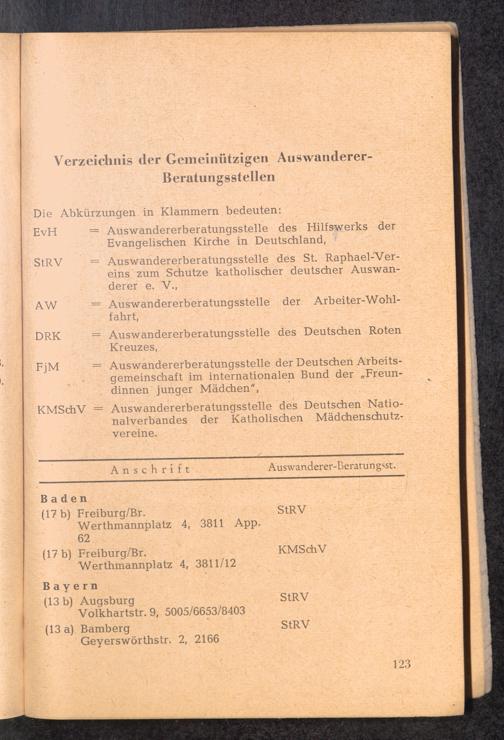 Verzeichnis der Gemeinützigen Auswanderer-
Beratungsstellen
Die Abkürzungen in Klammern bedeuten:
EvH = Auswandererberatungsstelle des Hilfswerks der
Evangelischen Kirche in Deutschland,
StRV = Auswandererberatungsstelle des St. Raphael-Ver-
eins zum Schutze katholischer deutscher Auswan-
derer e. V.,
AW = Auswandererberatungsstelle der Arbeiter-Wohl-
fahrt,
DRK = Auswandererberatungsstelle des Deutschen Roten
Kreuzes,
FjM = Auswandererberatungsstelle der Deutschen Arbeits-
gemeinschaft im internationalen Bund der „Freun-
dinnen junger Mädchen",
KMSchV = Auswandererberatungsstelle des Deutschen Natio-
nalverbandes der Katholischen Mädchenschutz-
vereine.
Anschrift Auswanderer-Beratungsst.
Baden
(17 b) Freiburg/Br. StRV
Werthmannplatz 4, 3811 App.
62
(17 b) Freiburg/Br. KMSchV
Werthmannplatz 4, 3811/12
Bayern
(13 b) Augsburg StRV
Volkhartstr. 9, 5005/6653/8403
(13 a) Bamberg StRV
Geyerswörthstr. 2, 2166
123